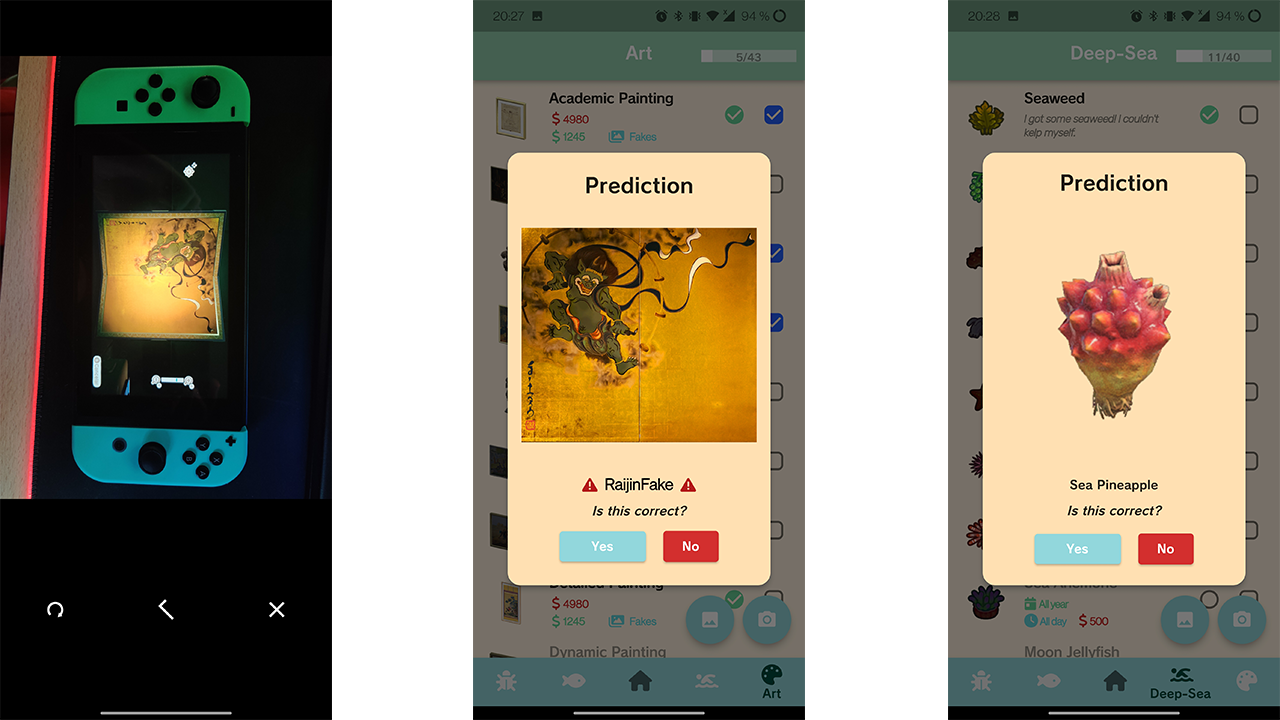 20:27
94 %
Art
5/43
Academic Painting
$ 4980
$ 1245
Fakes
Prediction
RaijinFake
Is this correct?
Yes
No
Detailed Painting
$ 4980
$ 1245
Fakes
Dynamic Painting
Art
20:28
94 %
Deep-Sea
11/40
Seaweed
I got some seaweed! I couldn't
kelp myself.
Prediction
Sea Pineapple
Is this correct?
Yes
No
Sea Anemone
All year
All day
$ 500
Moon Jellyfish
Deep-Sea